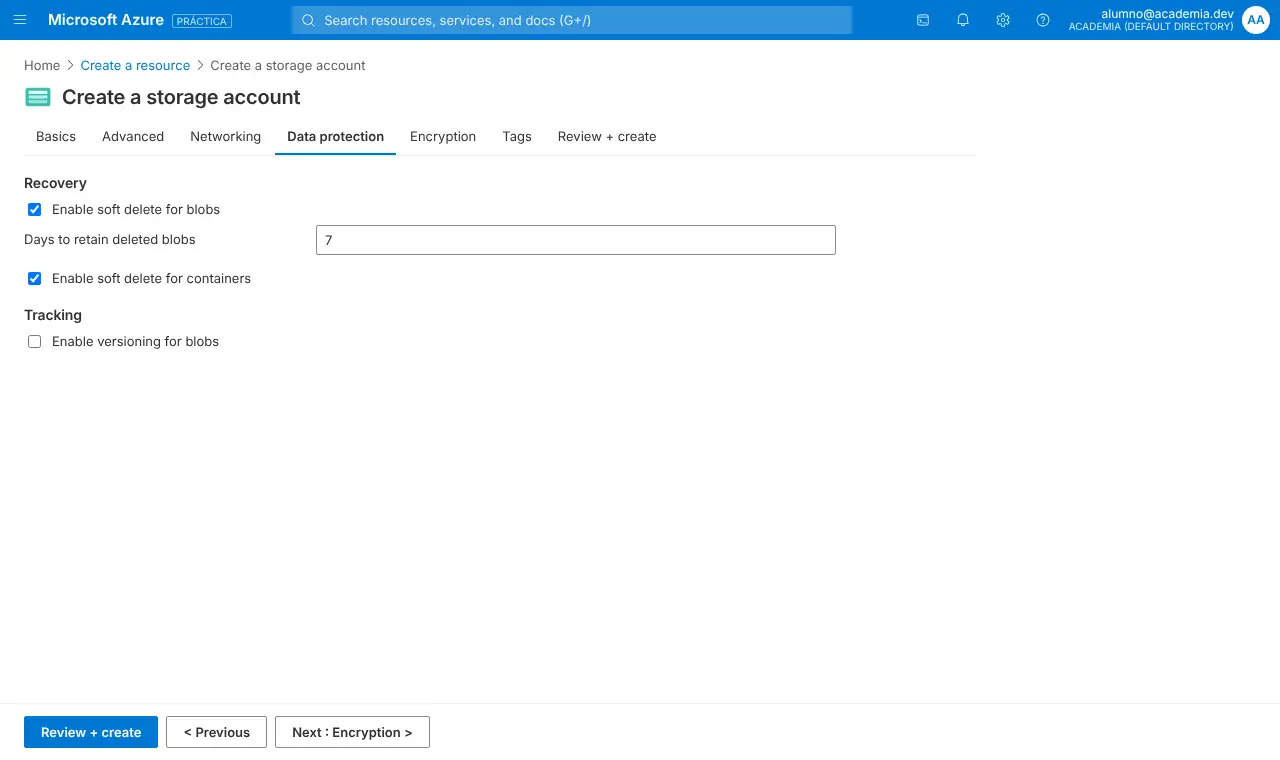 Microsoft Azure PRÁCTICA Search resources, services, and docs (G+/) alumno@academia.dev
ACADEMIA (DEFAULT DIRECTORY) AA
Home > Create a resource > Create a storage account
Create a storage account
Basics Advanced Networking Data protection Encryption Tags Review + create
Recovery
Enable soft delete for blobs
Days to retain deleted blobs 7
Enable soft delete for containers
Tracking
Enable versioning for blobs
Review + create < Previous Next : Encryption >